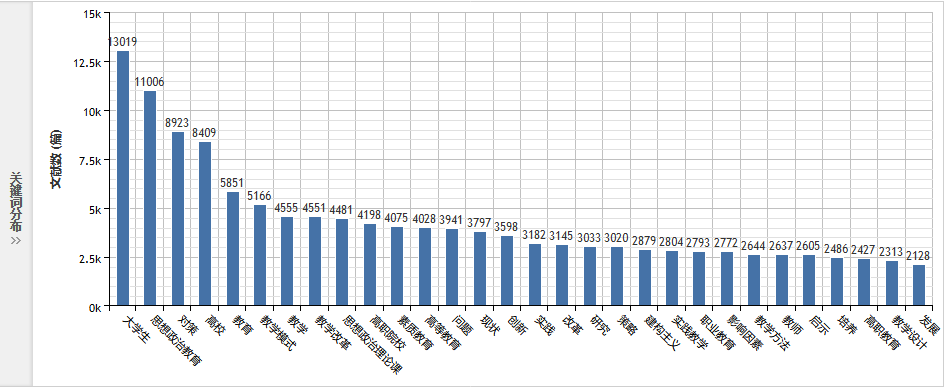 关键词分布
文献数 (篇)
15k
12.5k
10k
7.5k
5k
2.5k
0k
13019
11006
8923
8409
5851
5166
4555
4551
4481
4198
4075
4028
3941
3797
3598
3182
3145
3033
3020
2879
2804
2793
2772
2644
2637
2605
2486
2427
2313
2128
大学生
思想政治教育
对策
高校
教育
教学模式
教学
教学改革
思想政治理论课
高职院校
素质教育
高等教育
问题
现状
创新
实践
改革
研究
策略
建构主义
实践教学
职业教育
影响因素
教学方法
教师
启示
培养
高职教育
教学设计
发展